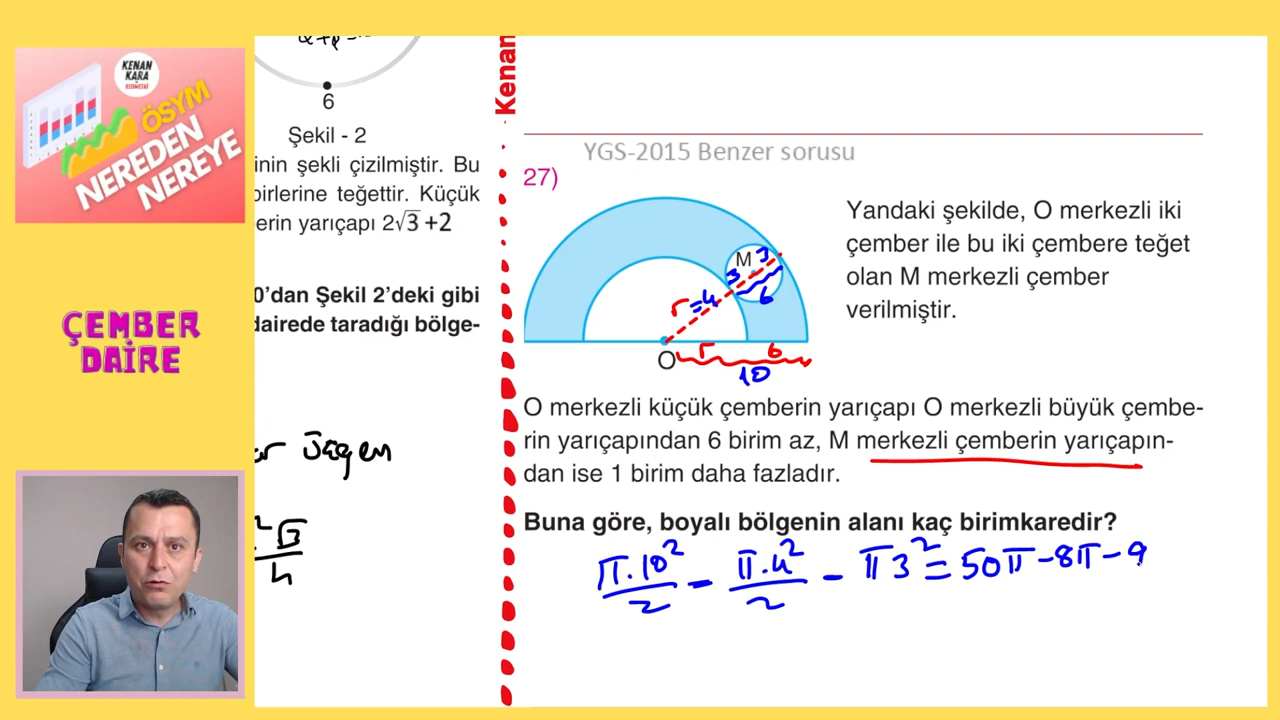 KENAN
KARA
ÖSYM
NEREDEN
NEREYE
ÇEMBER
DAİRE
6
Şekil - 2
inin şekli çizilmiştir. Bu
birlerine teğettir. Küçük
erin yarıçapı 2√3 +2
0’dan Şekil 2’deki gibi
dairede taradığı bölge-
üçgen
2√3
4
Kenan
YGS-2015 Benzer sorusu
27)
M
3
3
6
r=4
O
r 6
10
Yandaki şekilde, O merkezli iki
çember ile bu iki çembere teğet
olan M merkezli çember
verilmiştir.
O merkezli küçük çemberin yarıçapı O merkezli büyük çembe-
rin yarıçapından 6 birim az, M merkezli çemberin yarıçapın-
dan ise 1 birim daha fazladır.
Buna göre, boyalı bölgenin alanı kaç birimkaredir?
π.10²/2 - π.4²/2 - π3² = 50π-8π-9